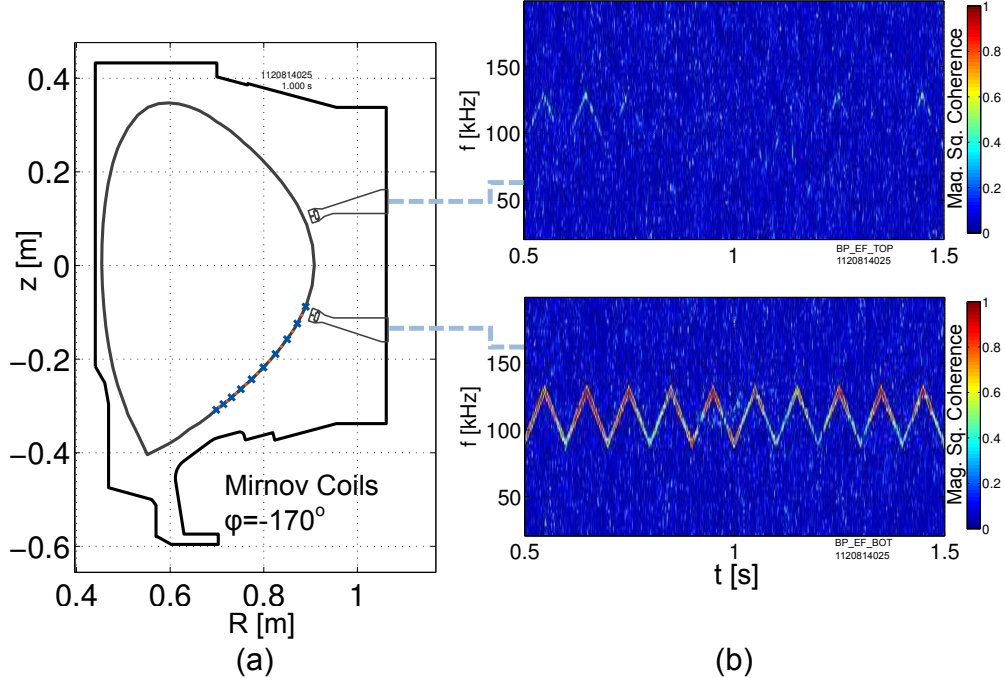 0.4
0.2
0
−0.2
−0.4
−0.6
z [m]
1120814025
1.000 s
Mirnov Coils
φ=-170°
0.4
0.6
0.8
1
R [m]
(a)
150
100
50
f [kHz]
0.5
1
1.5
BP_EF_TOP
1120814025
Mag. Sq. Coherence
1
0.8
0.6
0.4
0.2
0
150
100
50
f [kHz]
0.5
1
1.5
BP_EF_BOT
1120814025
t [s]
Mag. Sq. Coherence
1
0.8
0.6
0.4
0.2
0
(b)